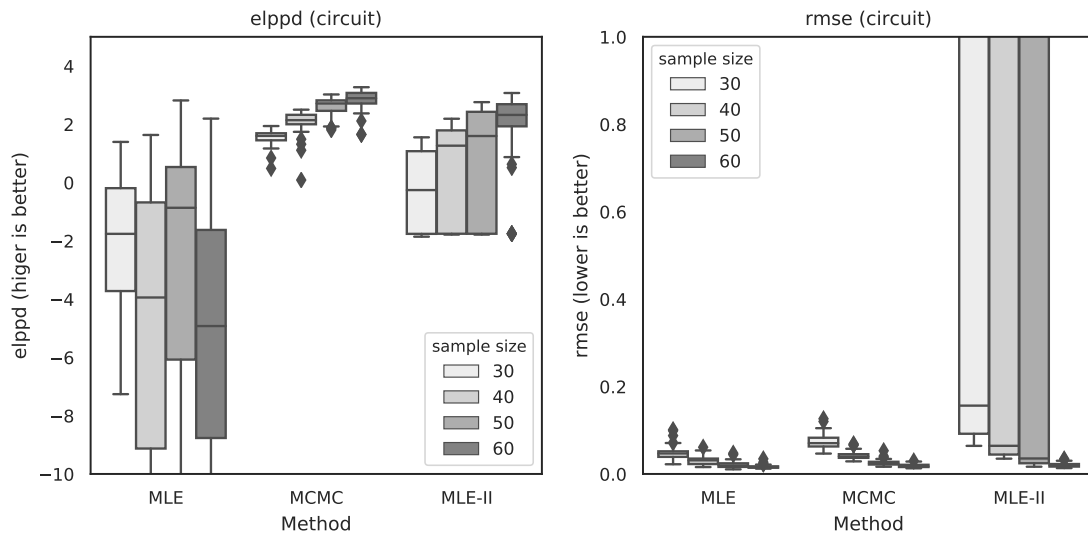 elppd (circuit)
elppd (higer is better)
4
2
0
−2
−4
−6
−8
−10
sample size
30
40
50
60
MLE
MCMC
MLE-II
Method
rmse (circuit)
rmse (lower is better)
1.0
0.8
0.6
0.4
0.2
0.0
sample size
30
40
50
60
MLE
MCMC
MLE-II
Method